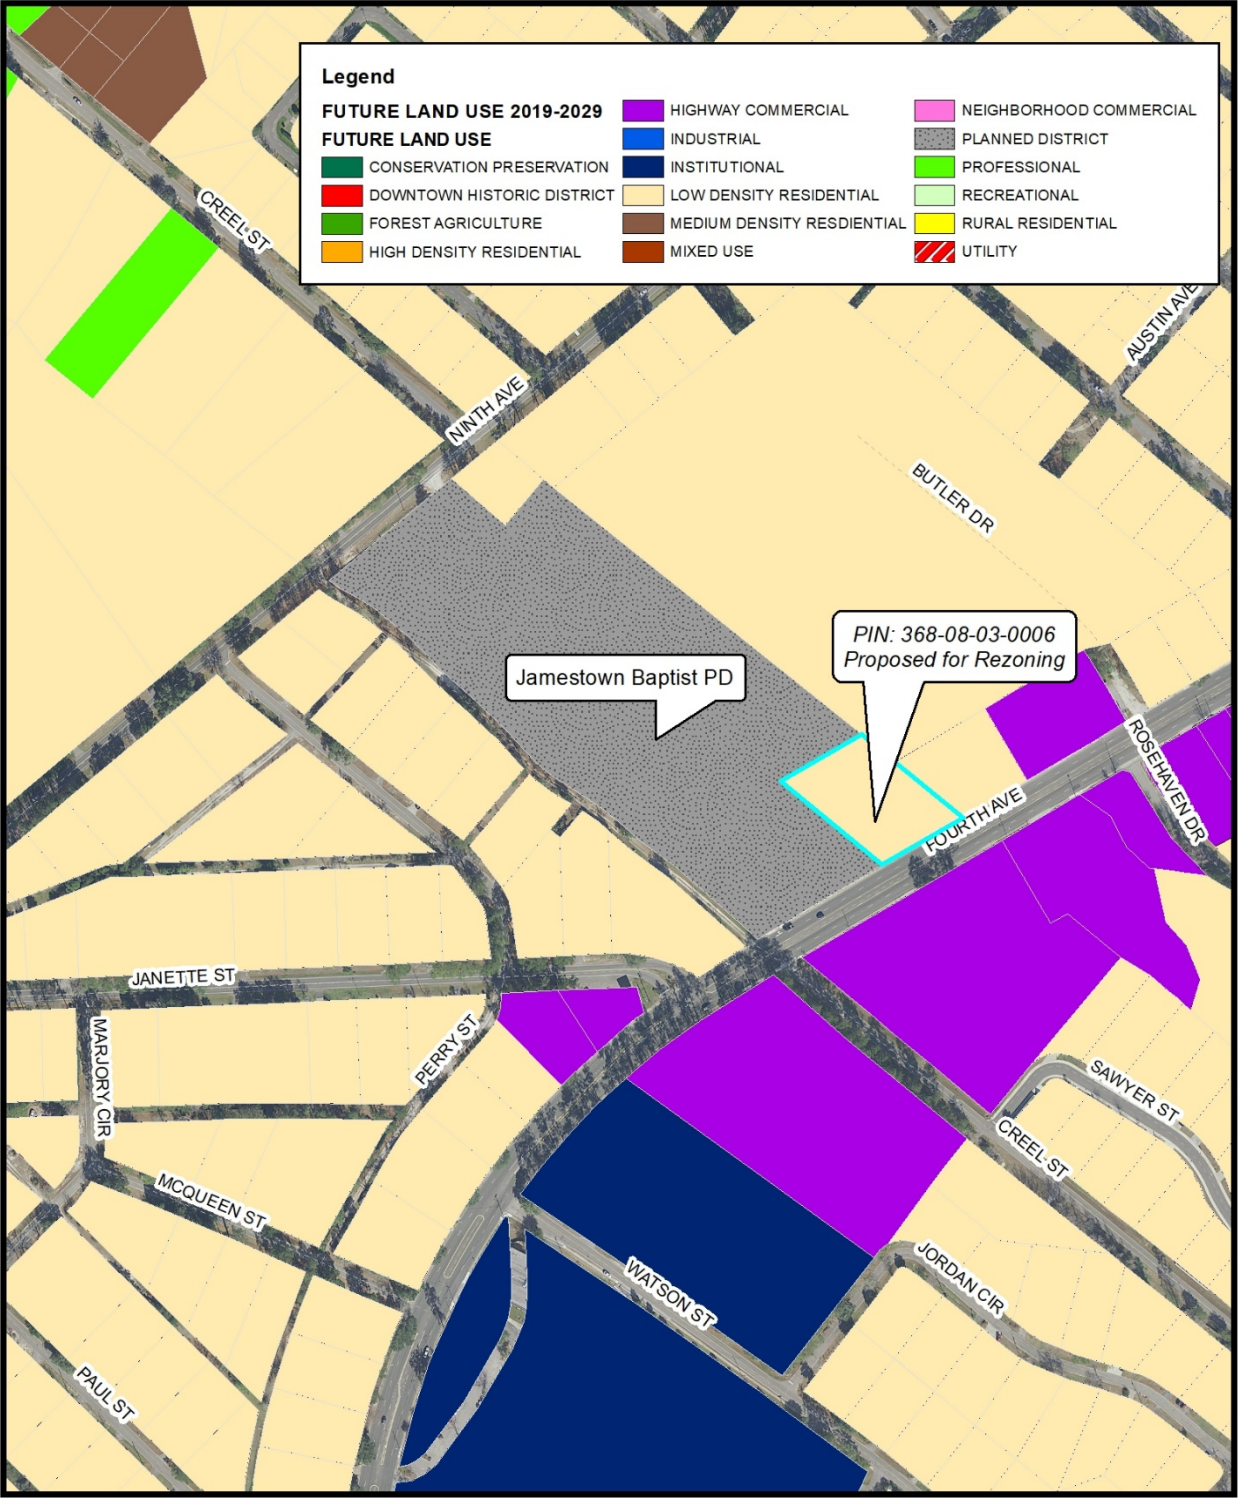 Legend
FUTURE LAND USE 2019-2029
FUTURE LAND USE
CONSERVATION PRESERVATION
DOWNTOWN HISTORIC DISTRICT
FOREST AGRICULTURE
HIGH DENSITY RESIDENTIAL
HIGHWAY COMMERCIAL
INDUSTRIAL
INSTITUTIONAL
LOW DENSITY RESIDENTIAL
MEDIUM DENSITY RESDIENTIAL
MIXED USE
NEIGHBORHOOD COMMERCIAL
PLANNED DISTRICT
PROFESSIONAL
RECREATIONAL
RURAL RESIDENTIAL
UTILITY
CREEL ST
AUSTIN AVE
NINTH AVE
BUTLER DR
PIN: 368-08-03-0006
Proposed for Rezoning
Jamestown Baptist PD
ROSEHAVEN DR
FOURTH AVE
JANETTE ST
MARJORY CIR
PERRY ST
SAWYER ST
CREEL ST
MCQUEEN ST
WATSON ST
JORDAN CIR
PAUL ST